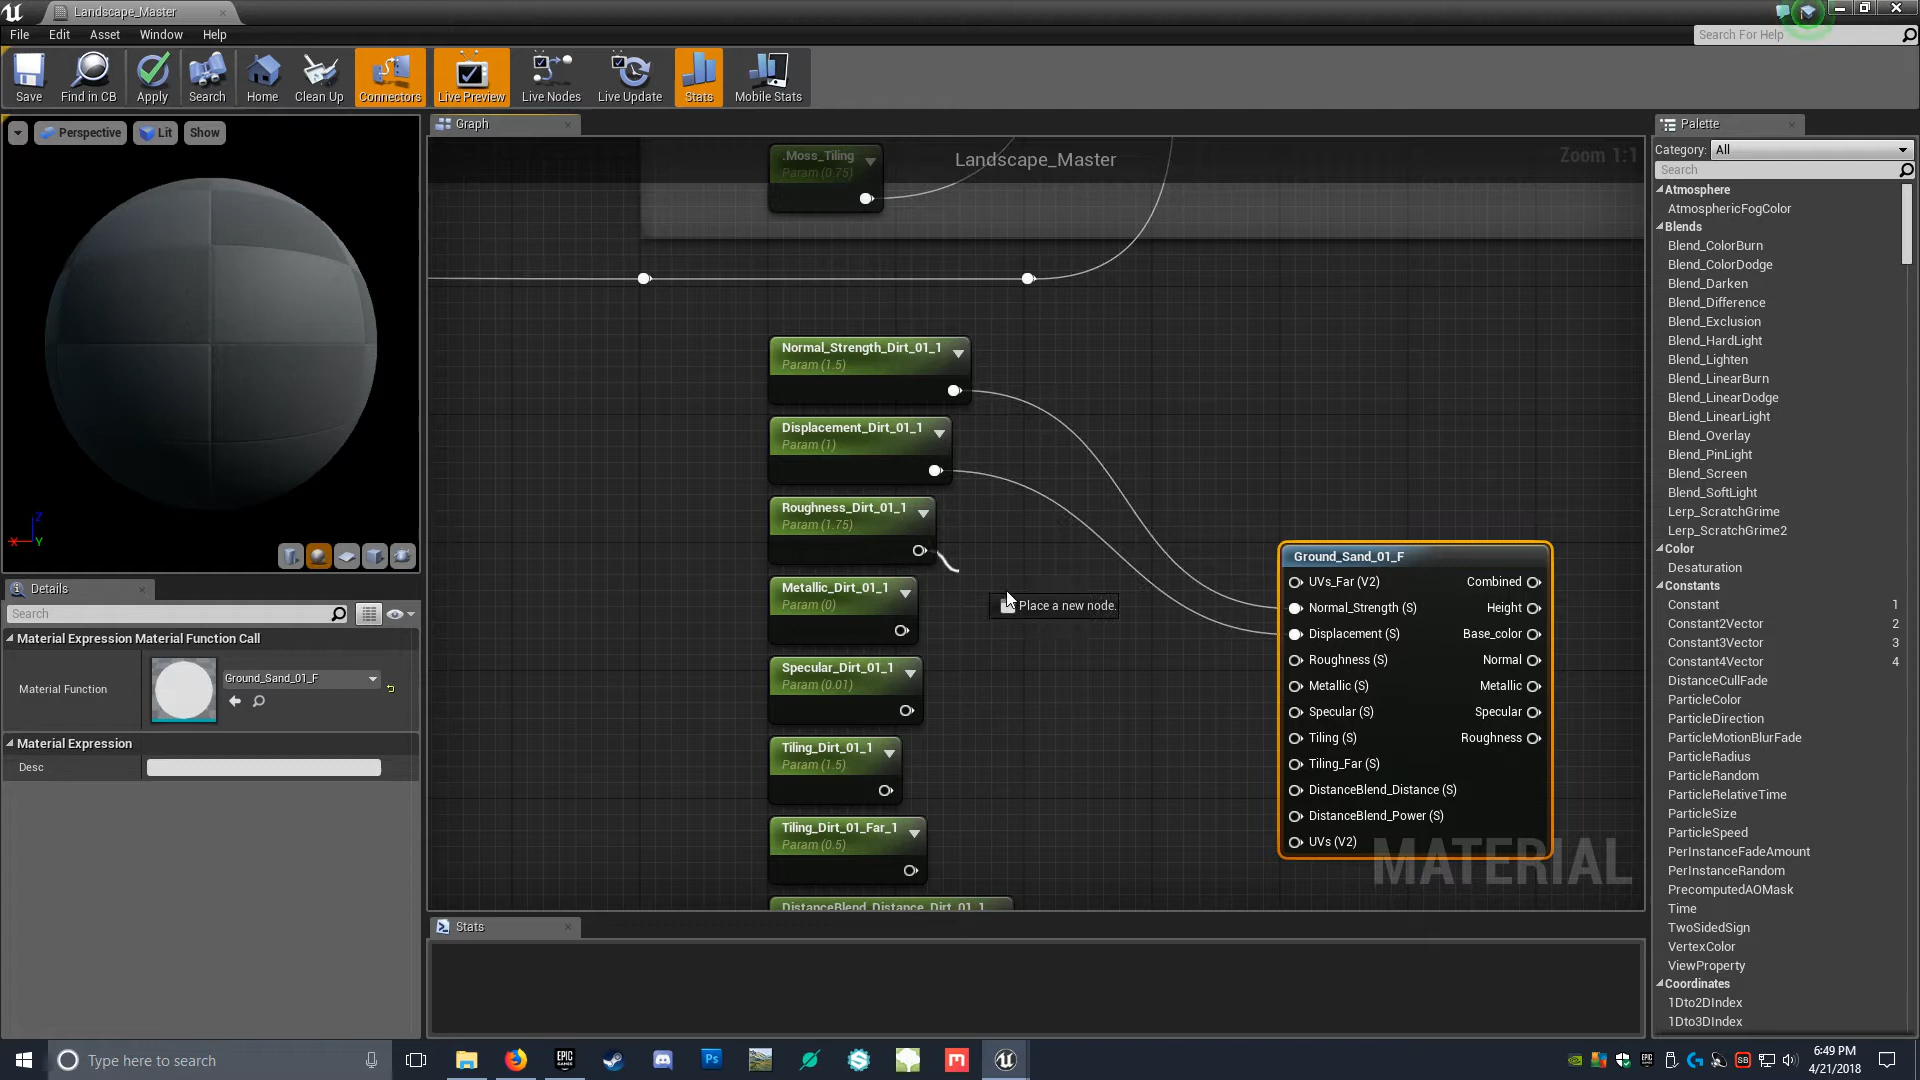 Landscape_Master
File Edit Asset Window Help
Search For Help
Save Find in CB Apply Search Home Clean Up Connectors Live Preview Live Nodes Live Update Stats Mobile Stats
Perspective Lit Show
Graph
Landscape_Master
Zoom 1:1
.Moss_Tiling
Param (0.75)
Normal_Strength_Dirt_01_1
Param (1.5)
Displacement_Dirt_01_1
Param (1)
Roughness_Dirt_01_1
Param (1.75)
Metallic_Dirt_01_1
Param (0)
Place a new node.
Specular_Dirt_01_1
Param (0.01)
Tiling_Dirt_01_1
Param (1.5)
Tiling_Dirt_01_Far_1
Param (0.5)
DistanceBlend_Distance_Dirt_01_1
Ground_Sand_01_F
UVs_Far (V2) Combined
Normal_Strength (S) Height
Displacement (S) Base_color
Roughness (S) Normal
Metallic (S) Metallic
Specular (S) Specular
Tiling (S) Roughness
Tiling_Far (S)
DistanceBlend_Distance (S)
DistanceBlend_Power (S)
UVs (V2)
MATERIAL
X Y Z
Details
Search
Material Expression Material Function Call
Material Function
Ground_Sand_01_F
Material Expression
Desc
Stats
Palette
Category: All
Search
Atmosphere
AtmosphericFogColor
Blends
Blend_ColorBurn
Blend_ColorDodge
Blend_Darken
Blend_Difference
Blend_Exclusion
Blend_HardLight
Blend_Lighten
Blend_LinearBurn
Blend_LinearDodge
Blend_LinearLight
Blend_Overlay
Blend_PinLight
Blend_Screen
Blend_SoftLight
Lerp_ScratchGrime
Lerp_ScratchGrime2
Color
Desaturation
Constants
Constant 1
Constant2Vector 2
Constant3Vector 3
Constant4Vector 4
DistanceCullFade
ParticleColor
ParticleDirection
ParticleMotionBlurFade
ParticleRadius
ParticleRandom
ParticleRelativeTime
ParticleSize
ParticleSpeed
PerInstanceFadeAmount
PerInstanceRandom
PrecomputedAOMask
Time
TwoSidedSign
VertexColor
ViewProperty
Coordinates
1Dto2DIndex
1Dto3DIndex
Type here to search
EPIC
Ps
SB
6:49 PM
4/21/2018